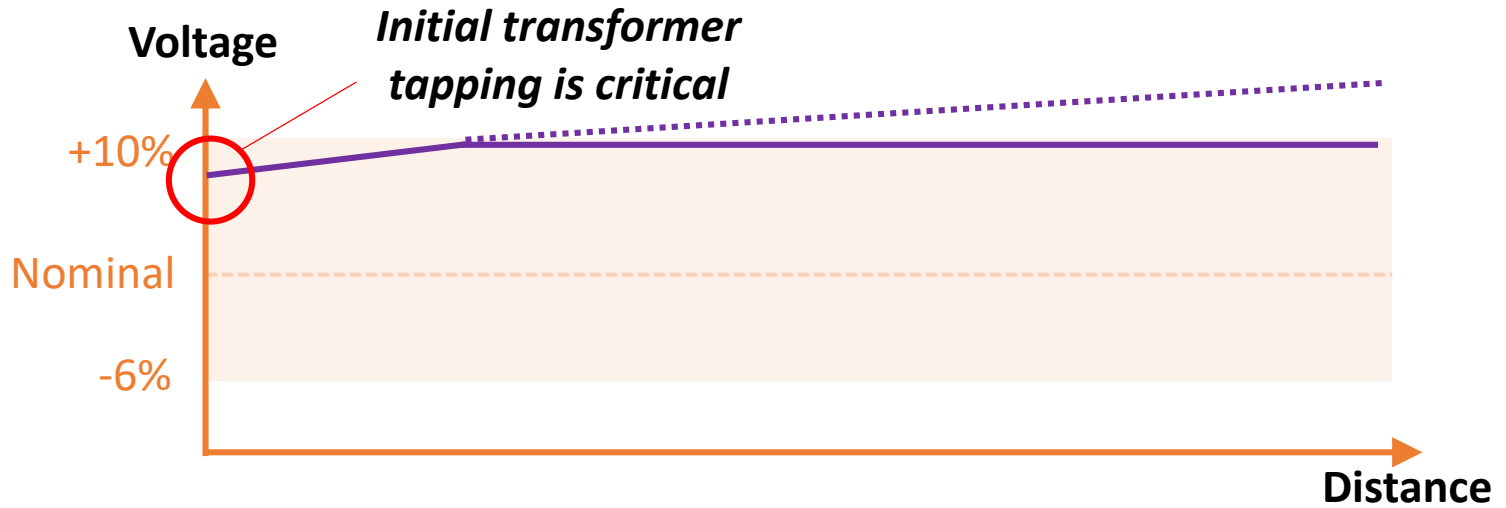 Voltage
Initial transformer
tapping is critical
+10%
Nominal
-6%
Distance